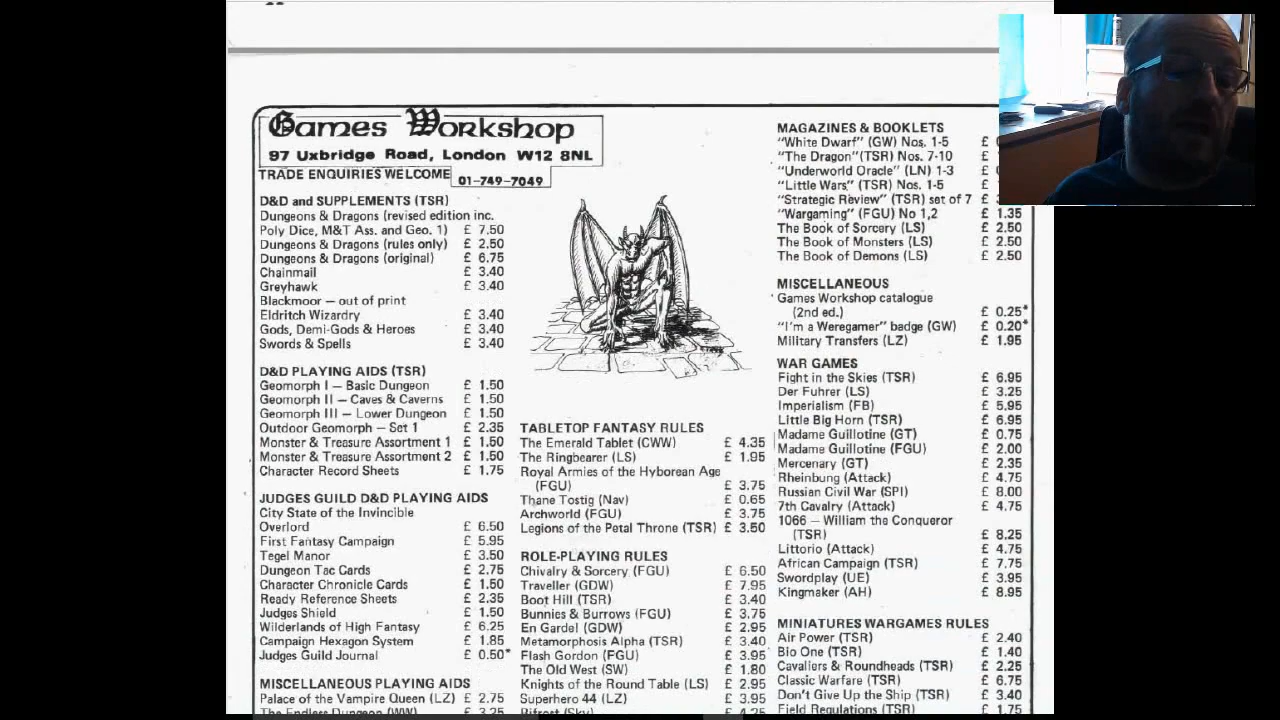 Games Workshop
97 Uxbridge Road, London W12 8NL
TRADE ENQUIRIES WELCOME
01-749-7049
D&D and SUPPLEMENTS (TSR)
Dungeons & Dragons (revised edition inc.
Poly Dice, M&T Ass. and Geo. 1) £ 7.50
Dungeons & Dragons (rules only) £ 2.50
Dungeons & Dragons (original) £ 6.75
Chainmail £ 3.40
Greyhawk £ 3.40
Blackmoor — out of print
Eldritch Wizardry £ 3.40
Gods, Demi-Gods & Heroes £ 3.40
Swords & Spells £ 3.40
D&D PLAYING AIDS (TSR)
Geomorph I — Basic Dungeon £ 1.50
Geomorph II — Caves & Caverns £ 1.50
Geomorph III — Lower Dungeon £ 1.50
Outdoor Geomorph — Set 1 £ 2.35
Monster & Treasure Assortment 1 £ 1.50
Monster & Treasure Assortment 2 £ 1.50
Character Record Sheets £ 1.75
JUDGES GUILD D&D PLAYING AIDS
City State of the Invincible
Overlord £ 6.50
First Fantasy Campaign £ 5.95
Tegel Manor £ 3.50
Dungeon Tac Cards £ 2.75
Character Chronicle Cards £ 1.50
Ready Reference Sheets £ 2.35
Judges Shield £ 1.50
Wilderlands of High Fantasy £ 6.25
Campaign Hexagon System £ 1.85
Judges Guild Journal £ 0.50*
MISCELLANEOUS PLAYING AIDS
Palace of the Vampire Queen (LZ) £ 2.75
The Endless Dungeon (WW) £ 3.25
TABLETOP FANTASY RULES
The Emerald Tablet (CWW) £ 4.35
The Ringbearer (LS) £ 1.95
Royal Armies of the Hyborean Age
(FGU) £ 3.75
Thane Tostig (Nav) £ 0.65
Archworld (FGU) £ 3.75
Legions of the Petal Throne (TSR) £ 3.50
ROLE-PLAYING RULES
Chivalry & Sorcery (FGU) £ 6.50
Traveller (GDW) £ 7.95
Boot Hill (TSR) £ 3.40
Bunnies & Burrows (FGU) £ 3.75
En Garde! (GDW) £ 2.95
Metamorphosis Alpha (TSR) £ 3.40
Flash Gordon (FGU) £ 3.95
The Old West (SW) £ 1.80
Knights of the Round Table (LS) £ 2.95
Superhero 44 (LZ) £ 3.95
Bifrost (Sky) £ 4.25
MAGAZINES & BOOKLETS
"White Dwarf" (GW) Nos. 1-5 £
"The Dragon"(TSR) Nos. 7-10 £
"Underworld Oracle" (LN) 1-3 £
"Little Wars" (TSR) Nos. 1-5 £
"Strategic Review" (TSR) set of 7 £
"Wargaming" (FGU) No 1,2 £ 1.35
The Book of Sorcery (LS) £ 2.50
The Book of Monsters (LS) £ 2.50
The Book of Demons (LS) £ 2.50
MISCELLANEOUS
Games Workshop catalogue
(2nd ed.) £ 0.25*
"I'm a Weregamer" badge (GW) £ 0.20*
Military Transfers (LZ) £ 1.95
WAR GAMES
Fight in the Skies (TSR) £ 6.95
Der Fuhrer (LS) £ 3.25
Imperialism (FB) £ 5.95
Little Big Horn (TSR) £ 6.95
Madame Guillotine (GT) £ 0.75
Madame Guillotine (FGU) £ 2.00
Mercenary (GT) £ 2.35
Rheinbung (Attack) £ 4.75
Russian Civil War (SPI) £ 8.00
7th Cavalry (Attack) £ 4.75
1066 — William the Conqueror
(TSR) £ 8.25
Littorio (Attack) £ 4.75
African Campaign (TSR) £ 7.75
Swordplay (UE) £ 3.95
Kingmaker (AH) £ 8.95
MINIATURES WARGAMES RULES
Air Power (TSR) £ 2.40
Bio One (TSR) £ 1.40
Cavaliers & Roundheads (TSR) £ 2.25
Classic Warfare (TSR) £ 6.75
Don't Give Up the Ship (TSR) £ 3.40
Field Regulations (TSR) £ 1.75